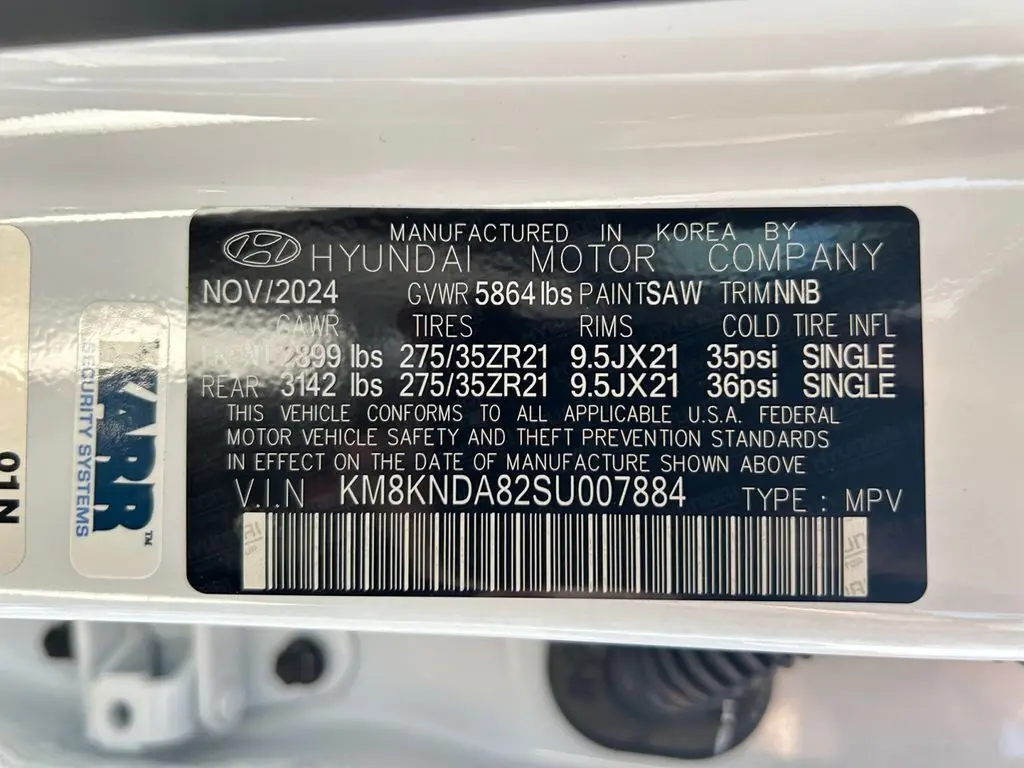 MANUFACTURED IN KOREA BY
HYUNDAI MOTOR COMPANY
NOV/2024 GVWR 5864 lbs PAINT SAW TRIM NNB
GAWR TIRES RIMS COLD TIRE INFL
FRONT 2899 lbs 275/35ZR21 9.5JX21 35psi SINGLE
REAR 3142 lbs 275/35ZR21 9.5JX21 36psi SINGLE
THIS VEHICLE CONFORMS TO ALL APPLICABLE U.S.A. FEDERAL
MOTOR VEHICLE SAFETY AND THEFT PREVENTION STANDARDS
IN EFFECT ON THE DATE OF MANUFACTURE SHOWN ABOVE
V.I.N KM8KNDA82SU007884 TYPE : MPV
KARR™
SECURITY SYSTEMS
01N